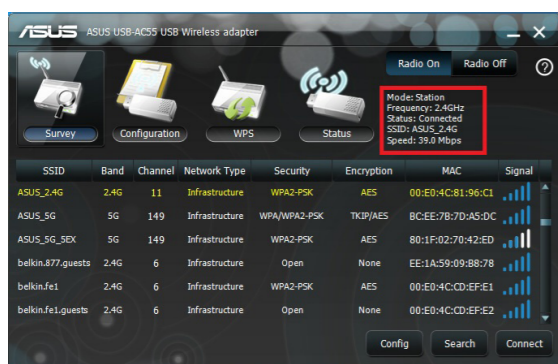 ASUS ASUS USB-AC55 USB Wireless adapter
Radio On Radio Off
Mode: Station
Frequency: 2.4GHz
Status: Connected
SSID: ASUS_2.4G
Speed: 39.0 Mbps
Survey Configuration WPS Status
SSID Band Channel Network Type Security Encryption MAC Signal
ASUS_2.4G 2.4G 11 Infrastructure WPA2-PSK AES 00:E0:4C:81:96:C1
ASUS_5G 5G 149 Infrastructure WPA/WPA2-PSK TKIP/AES BC:EE:7B:7D:A5:DC
ASUS_5G_5EX 5G 149 Infrastructure WPA2-PSK AES 80:1F:02:70:42:ED
belkin.877.guests 2.4G 6 Infrastructure Open None EE:1A:59:09:B8:78
belkin.fe1 2.4G 6 Infrastructure WPA2-PSK AES 00:E0:4C:CD:EF:E1
belkin.fe1.guests 2.4G 6 Infrastructure Open None 00:E0:4C:CD:EF:E2
Config Search Connect